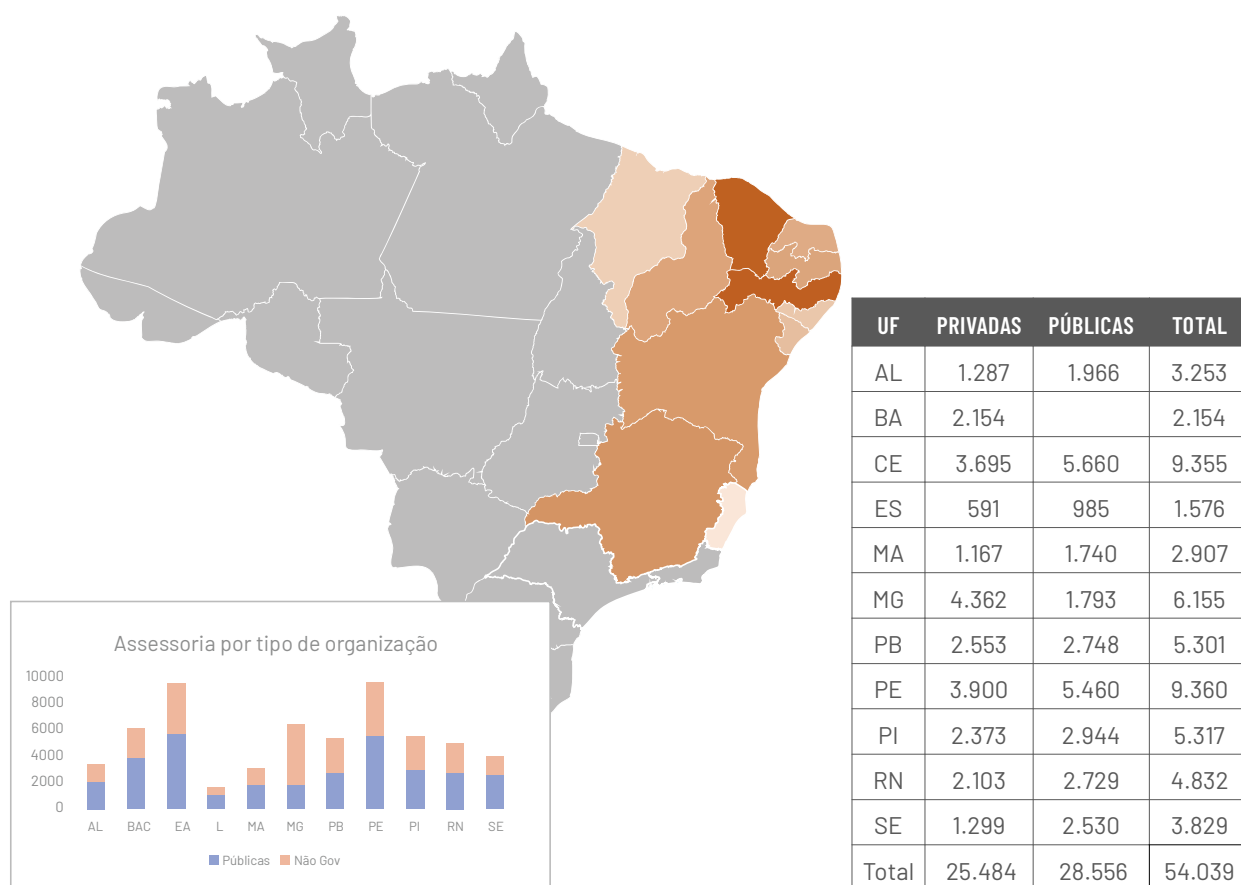 UF PRIVADAS PÚBLICAS TOTAL
AL 1.287 1.966 3.253
BA 2.154 2.154
CE 3.695 5.660 9.355
ES 591 985 1.576
MA 1.167 1.740 2.907
MG 4.362 1.793 6.155
PB 2.553 2.748 5.301
PE 3.900 5.460 9.360
PI 2.373 2.944 5.317
RN 2.103 2.729 4.832
SE 1.299 2.530 3.829
Total 25.484 28.556 54.039
Assessoria por tipo de organização
10000
8000
6000
4000
2000
0
AL BAC EA L MA MG PB PE PI RN SE
Públicas Não Gov